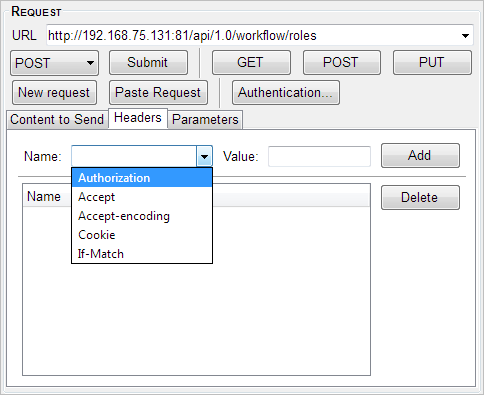 Request
URL http://192.168.75.131:81/api/1.0/workflow/roles
POST Submit GET POST PUT
New request Paste Request Authentication...
Content to Send Headers Parameters
Name: Value: Add
Authorization
Name Accept Delete
Accept-encoding
Cookie
If-Match